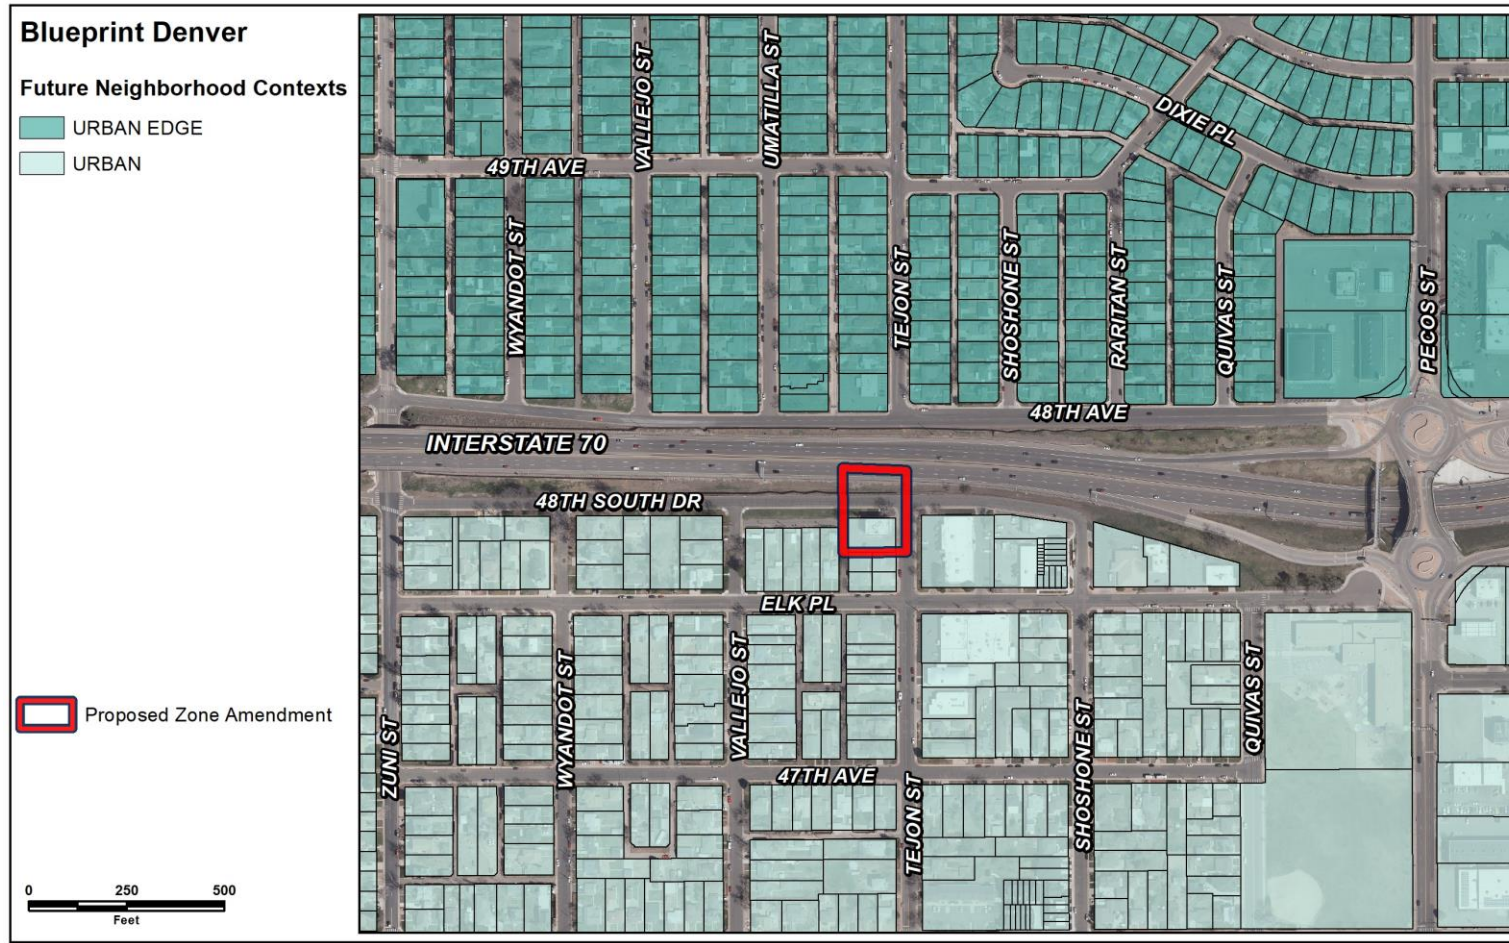 Blueprint Denver
Future Neighborhood Contexts
URBAN EDGE
URBAN
Proposed Zone Amendment
0 250 500
Feet
VALLEJO ST
UMATILLA ST
DIXIE PL
49TH AVE
WYANDOT ST
TEJON ST
SHOSHONE ST
RARITAN ST
QUIVAS ST
PECOS ST
48TH AVE
INTERSTATE 70
48TH SOUTH DR
ELK PL
ZUNI ST
WYANDOT ST
VALLEJO ST
47TH AVE
TEJON ST
SHOSHONE ST
QUIVAS ST